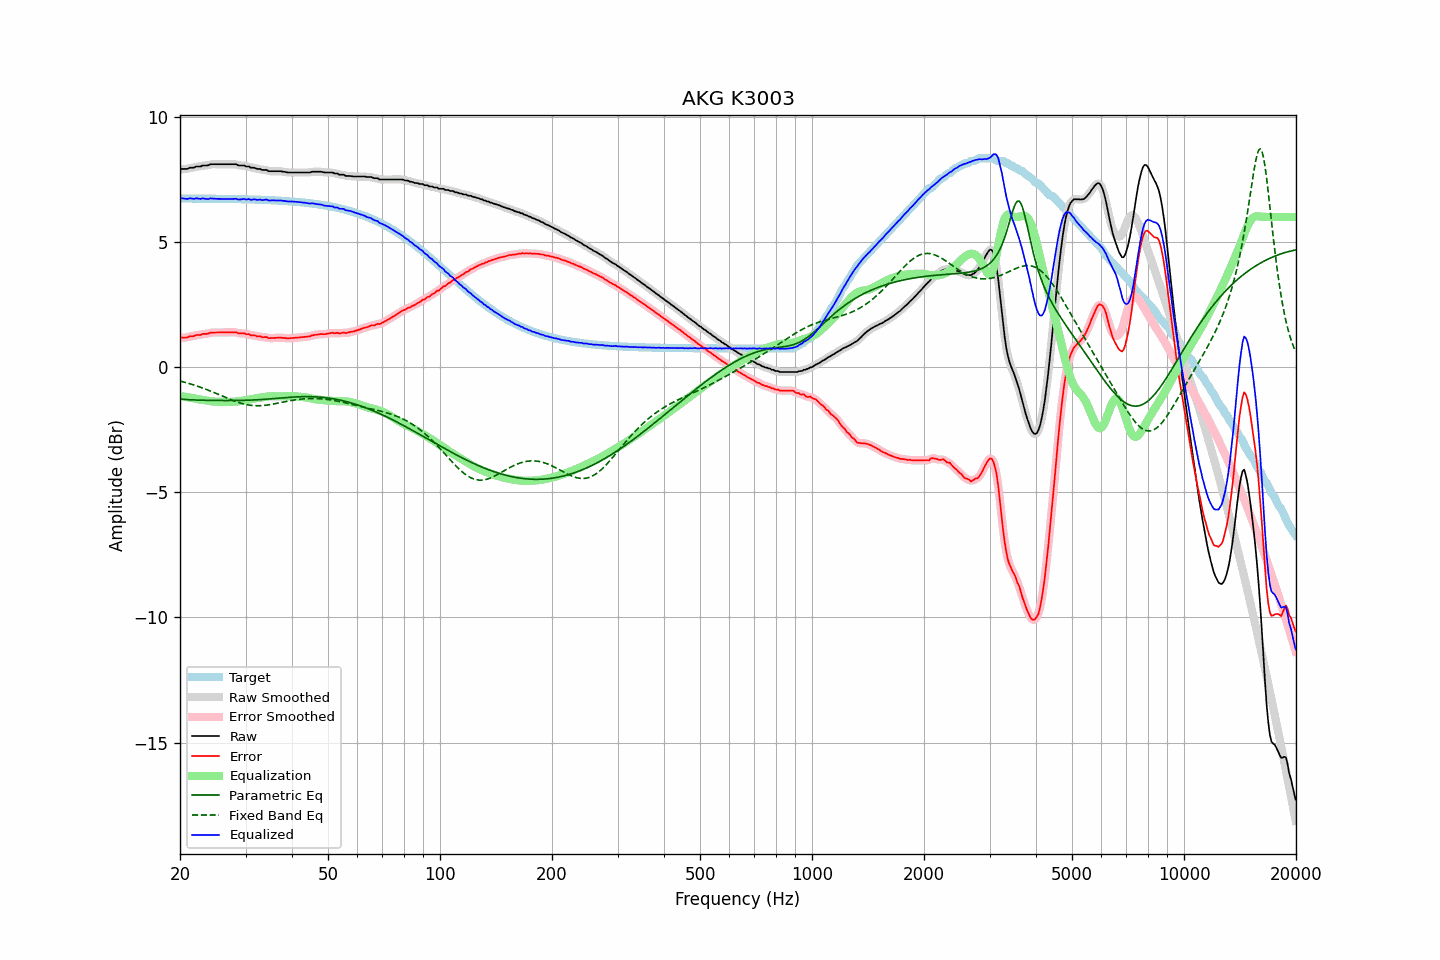 AKG K3003
Amplitude (dBr)
10
5
0
−5
−10
−15
Target
Raw Smoothed
Error Smoothed
Raw
Error
Equalization
Parametric Eq
Fixed Band Eq
Equalized
20 50 100 200 500 1000 2000 5000 10000 20000
Frequency (Hz)